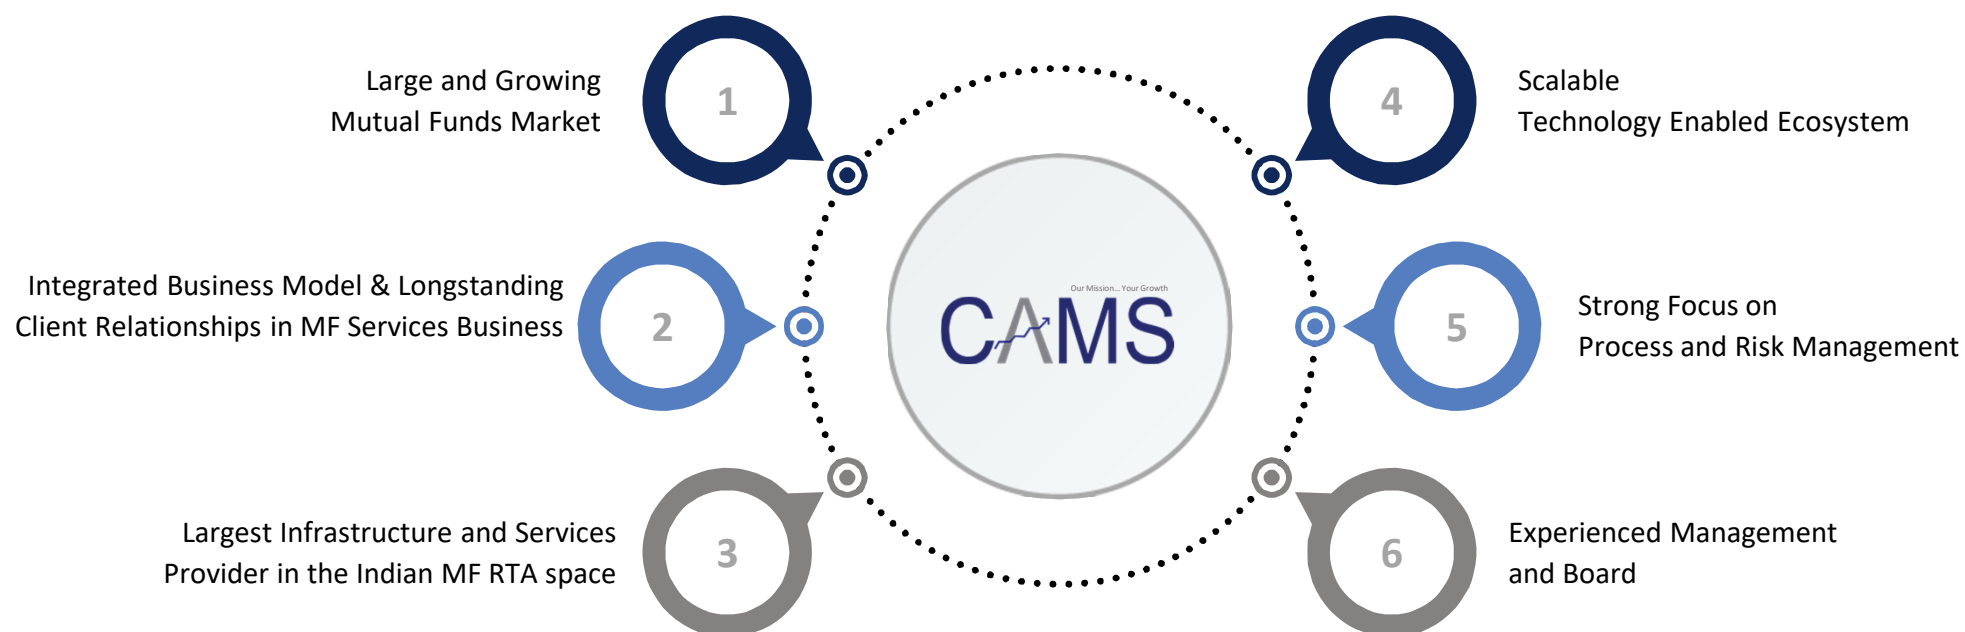 Large and Growing
Mutual Funds Market
1
Integrated Business Model & Longstanding
Client Relationships in MF Services Business
2
Largest Infrastructure and Services
Provider in the Indian MF RTA space
3
Our Mission... Your Growth
CAMS
4
Scalable
Technology Enabled Ecosystem
5
Strong Focus on
Process and Risk Management
6
Experienced Management
and Board